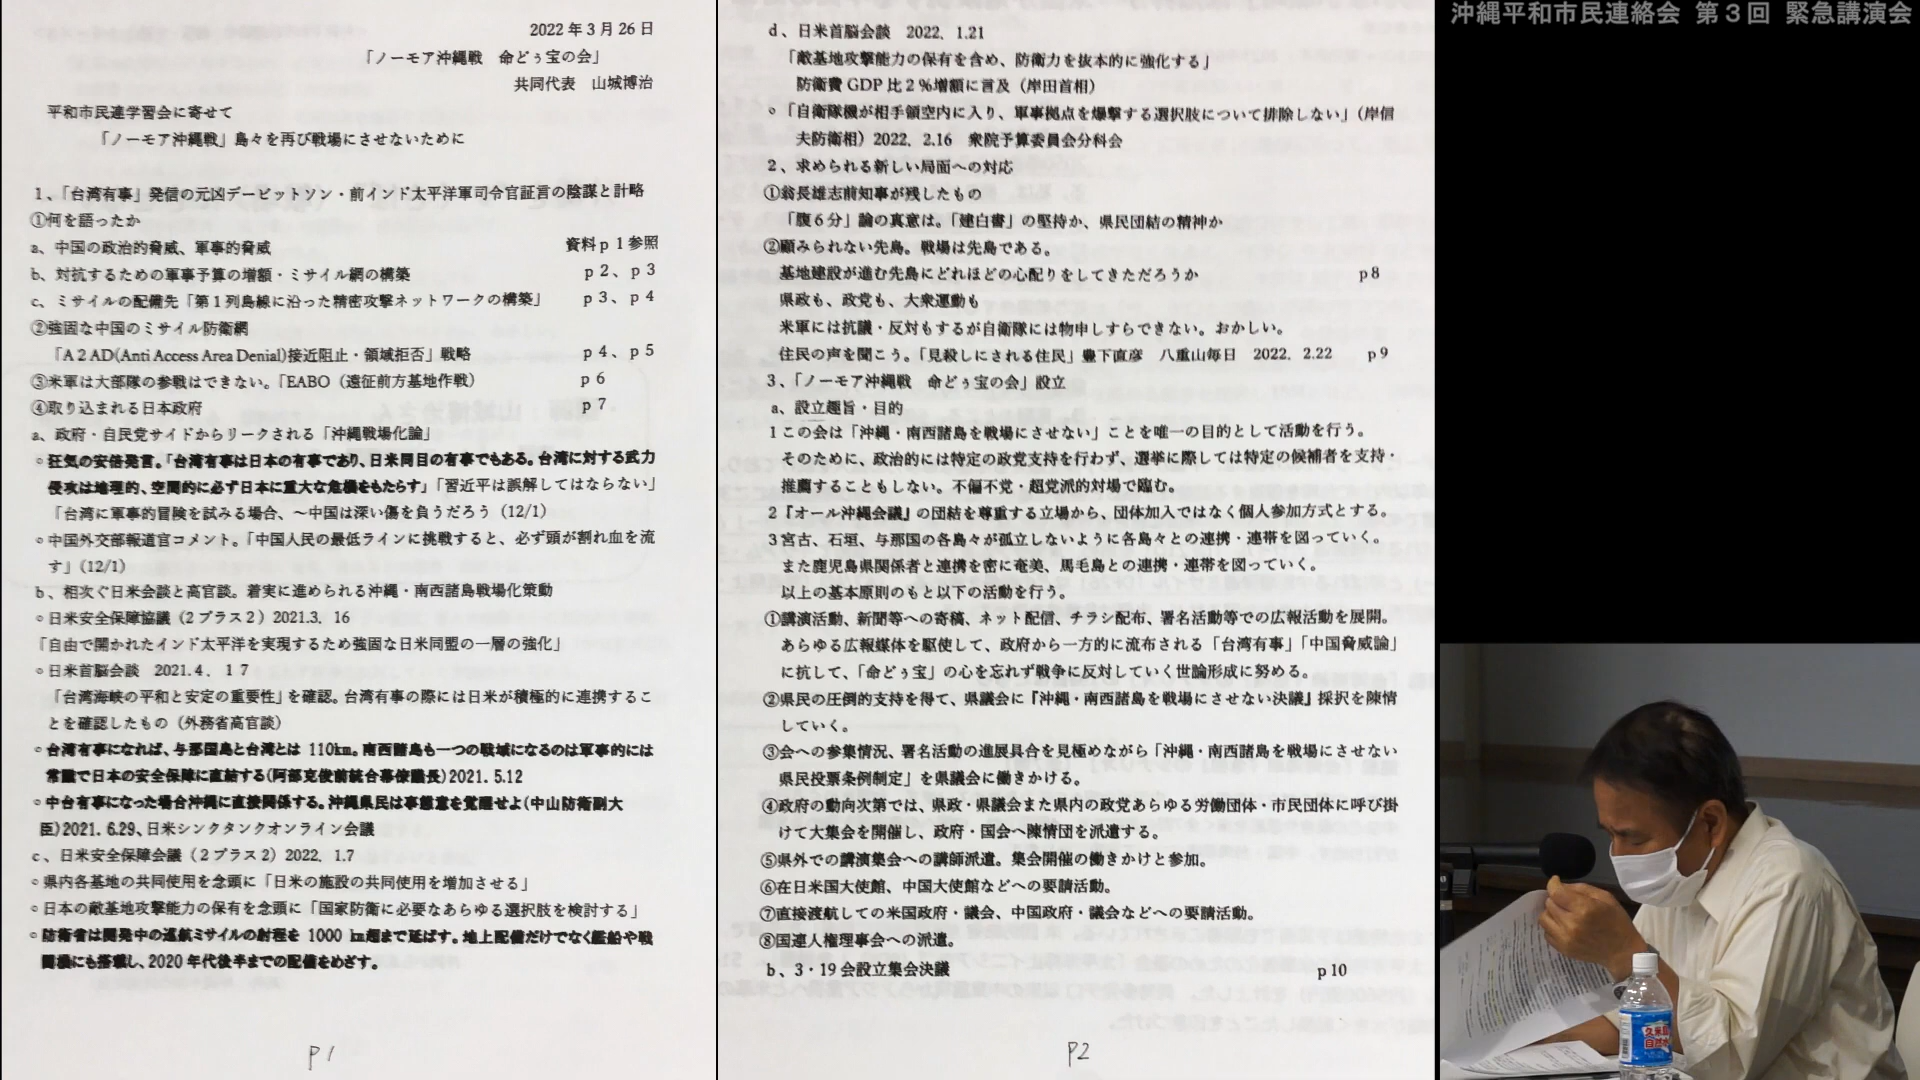 沖縄平和市民連絡会 第3回 緊急講演会
2022年3月26日
「ノーモア沖縄戦 命どぅ宝の会」
共同代表 山城博治
平和市民連学習会に寄せて
「ノーモア沖縄戦」島々を再び戦場にさせないために
1、「台湾有事」発信の元凶デービットソン・前インド太平洋軍司令官証言の陰謀と計略
①何を語ったか
a、中国の政治的脅威、軍事的脅威 資料p1参照
b、対抗するための軍事予算の増額・ミサイル網の構築 p2、p3
c、ミサイルの配備先「第1列島線に沿った精密攻撃ネットワークの構築」 p3、p4
②強固な中国のミサイル防衛網
「A2AD(Anti Access Area Denial)接近阻止・領域拒否」戦略 p4、p5
③米軍は大部隊の参戦はできない。「EABO(遠征前方基地作戦) p6
④取り込まれる日本政府 p7
a、政府・自民党サイドからリークされる「沖縄戦場化論」
○狂気の安倍発言。「台湾有事は日本の有事であり、日米同目の有事でもある。台湾に対する武力
侵攻は地理的、空間的に必ず日本に重大な危機をもたらす」「習近平は誤解してはならない」
「台湾に軍事的冒険を試みる場合、～中国は深い傷を負うだろう(12/1)
○中国外交部報道官コメント。「中国人民の最低ラインに挑戦すると、必ず頭が割れ血を流
す」(12/1)
b、相次ぐ日米会談と高官談。着実に進められる沖縄・南西諸島戦場化策動
○日米安全保障協議(2プラス2)2021.3.16
「自由で開かれたインド太平洋を実現するため強固な日米同盟の一層の強化」
○日米首脳会談 2021.4.17
「台湾海峡の平和と安定の重要性」を確認。台湾有事の際には日米が積極的に連携するこ
とを確認したもの(外務省高官談)
○台湾有事になれば、与那国島と台湾とは110km。南西諸島も一つの戦域になるのは軍事的には
常識で日本の安全保障に直結する(阿部克俊前統合幕僚議長)2021.5.12
○中台有事になった場合沖縄に直接関係する。沖縄県民は事態意を覚醒せよ(中山防衛副大
臣)2021.6.29、日米シンクタンクオンライン会議
c、日米安全保障会議(2プラス2)2022.1.7
○県内各基地の共同使用を念頭に「日米の施設の共同使用を増加させる」
○日本の敵基地攻撃能力の保有を念頭に「国家防衛に必要なあらゆる選択肢を検討する」
○防衛省は開発中の巡航ミサイルの射程を1000㎞超まで延ばす。地上配備だけでなく艦船や戦
闘機にも搭載し、2020年代後半までの配備をめざす。
P1
d、日米首脳会談 2022.1.21
「敵基地攻撃能力の保有を含め、防衛力を抜本的に強化する」
防衛費GDP比2%増額に言及(岸田首相)
○「自衛隊機が相手領空内に入り、軍事拠点を爆撃する選択肢について排除しない」(岸信
夫防衛相)2022.2.16 衆院予算委員会分科会
2、求められる新しい局面への対応
①翁長雄志前知事が残したもの
「腹6分」論の真意は。「建白書」の堅持か、県民団結の精神か
②顧みられない先島。戦場は先島である。
基地建設が進む先島にどれほどの心配りをしてきただろうか p8
県政も、政党も、大衆運動も
米軍には抗議・反対もするが自衛隊には物申しすらできない。おかしい。
住民の声を聞こう。「見殺しにされる住民」豊下直彦 八重山毎日 2022.2.22 p9
3、「ノーモア沖縄戦 命どぅ宝の会」設立
a、設立趣旨・目的
1この会は「沖縄・南西諸島を戦場にさせない」ことを唯一の目的として活動を行う。
そのために、政治的には特定の政党支持を行わず、選挙に際しては特定の候補者を支持・
推薦することもしない。不偏不党・超党派的対場で臨む。
2『オール沖縄会議』の団結を尊重する立場から、団体加入ではなく個人参加方式とする。
3宮古、石垣、与那国の各島々が孤立しないように各島々との連携・連帯を図っていく。
また鹿児島県関係者と連携を密に奄美、馬毛島との連携・連帯を図っていく。
以上の基本原則のもと以下の活動を行う。
①講演活動、新聞等への寄稿、ネット配信、チラシ配布、署名活動等での広報活動を展開。
あらゆる広報媒体を駆使して、政府から一方的に流布される「台湾有事」「中国脅威論」
に抗して、「命どぅ宝」の心を忘れず戦争に反対していく世論形成に努める。
②県民の圧倒的支持を得て、県議会に『沖縄・南西諸島を戦場にさせない決議』採択を陳情
していく。
③会への参集情況、署名活動の進展具合を見極めながら「沖縄・南西諸島を戦場にさせない
県民投票条例制定」を県議会に働きかける。
④政府の動向次第では、県政・県議会また県内の政党あらゆる労働団体・市民団体に呼び掛
けて大集会を開催し、政府・国会へ陳情団を派遣する。
⑤県外での講演集会への講師派遣。集会開催の働きかけと参加。
⑥在日米国大使館、中国大使館などへの要請活動。
⑦直接渡航しての米国政府・議会、中国政府・議会などへの要請活動。
⑧国連人権理事会への派遣。
b、3・19会設立集会決議 p10
P2